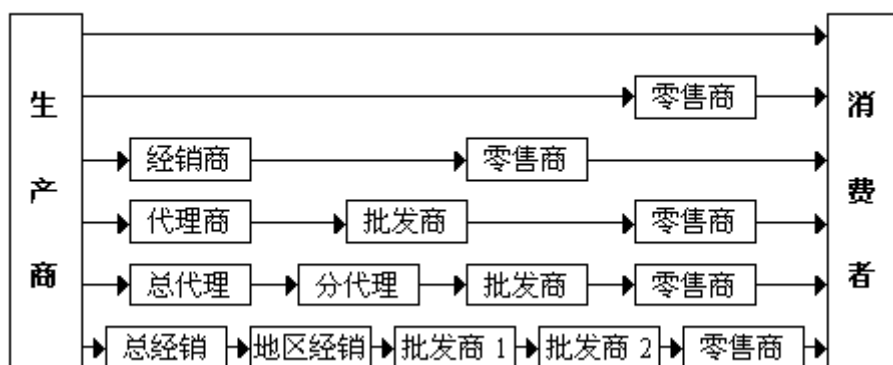 生产商
零售商
经销商 零售商
代理商 批发商 零售商
总代理 分代理 批发商 零售商
总经销 地区经销 批发商 1 批发商 2 零售商
消费者